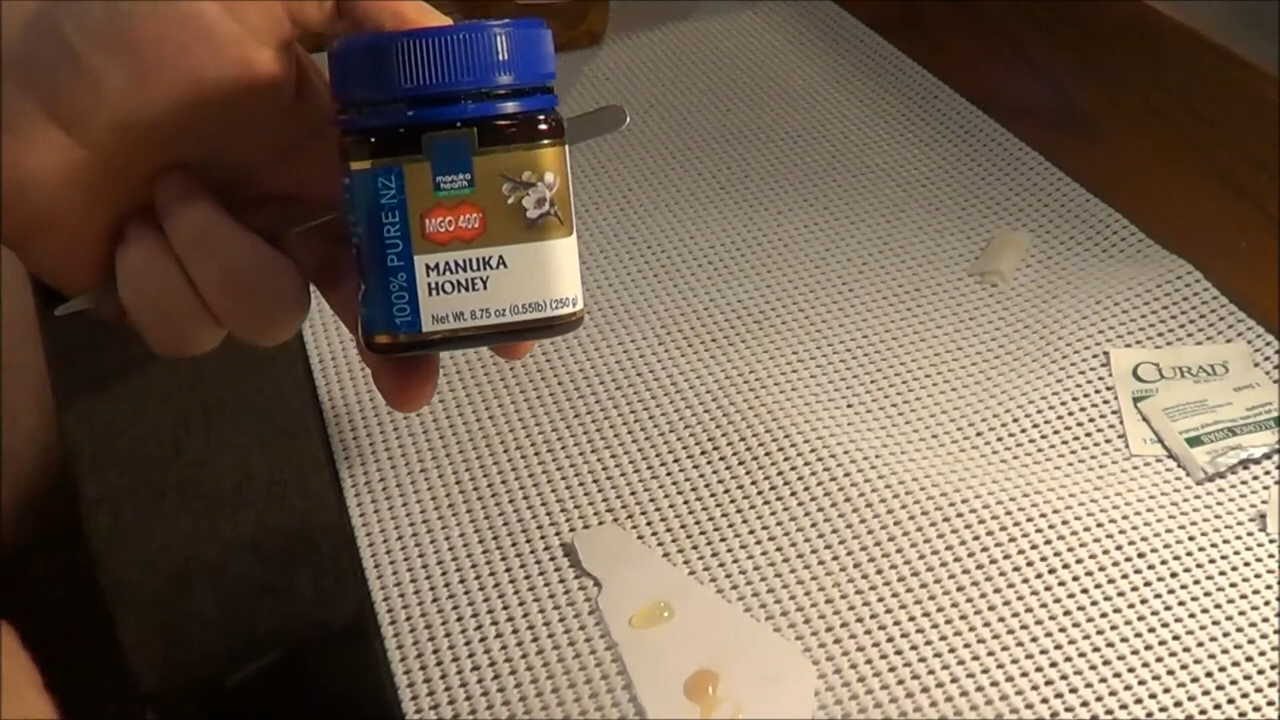 manuka
health
MGO 400
100% PURE NZ
MANUKA
HONEY
Net Wt. 8.75 oz (0.55lb) (250 g)
CURAD
ALCOHOL SWAB